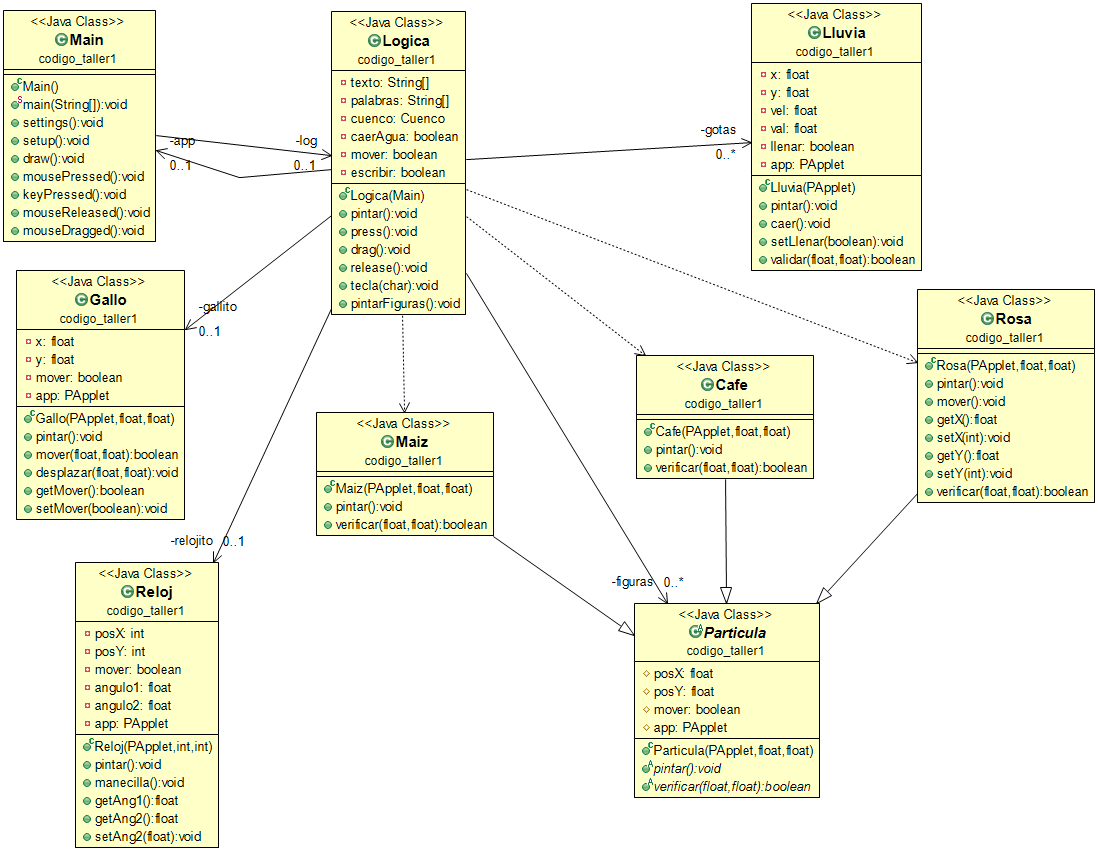 <<Java Class>>
Main
codigo_taller1
Main()
main(String[]):void
settings():void
setup():void
draw():void
mousePressed():void
keyPressed():void
mouseReleased():void
mouseDragged():void
-app
0..1
-log
0..1
<<Java Class>>
Logica
codigo_taller1
texto: String[]
palabras: String[]
cuenco: Cuenco
caerAgua: boolean
mover: boolean
escribir: boolean
Logica(Main)
pintar():void
press():void
drag():void
release():void
tecla(char):void
pintarFiguras():void
-gotas
0..*
<<Java Class>>
Lluvia
codigo_taller1
x: float
y: float
vel: float
val: float
llenar: boolean
app: PApplet
Lluvia(PApplet)
pintar():void
caer():void
setLlenar(boolean):void
validar(float,float):boolean
<<Java Class>>
Gallo
codigo_taller1
x: float
y: float
mover: boolean
app: PApplet
Gallo(PApplet,float,float)
pintar():void
mover(float,float):boolean
desplazar(float,float):void
getMover():boolean
setMover(boolean):void
-gallito
0..1
<<Java Class>>
Rosa
codigo_taller1
Rosa(PApplet,float,float)
pintar():void
mover():void
getX():float
setX(int):void
getY():float
setY(int):void
verificar(float,float):boolean
<<Java Class>>
Cafe
codigo_taller1
Cafe(PApplet,float,float)
pintar():void
verificar(float,float):boolean
<<Java Class>>
Maiz
codigo_taller1
Maiz(PApplet,float,float)
pintar():void
verificar(float,float):boolean
-relojito 0..1
<<Java Class>>
Reloj
codigo_taller1
posX: int
posY: int
mover: boolean
angulo1: float
angulo2: float
app: PApplet
Reloj(PApplet,int,int)
pintar():void
manecilla():void
getAng1():float
getAng2():float
setAng2(float):void
-figuras 0..*
<<Java Class>>
Particula
codigo_taller1
posX: float
posY: float
mover: boolean
app: PApplet
Particula(PApplet,float,float)
pintar():void
verificar(float,float):boolean